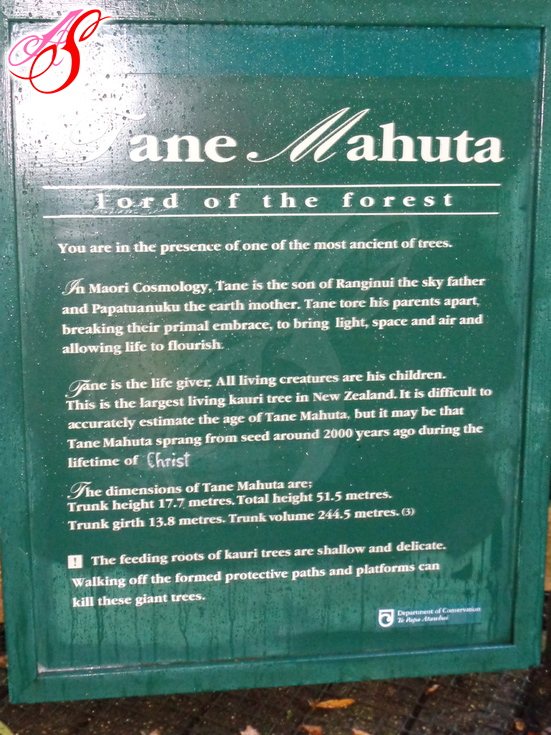 AS
Tane Mahuta
lord of the forest
You are in the presence of one of the most ancient of trees.
In Maori Cosmology, Tane is the son of Ranginui the sky father
and Papatuanuku the earth mother. Tane tore his parents apart,
breaking their primal embrace, to bring light, space and air and
allowing life to flourish.
Tane is the life giver. All living creatures are his children.
This is the largest living kauri tree in New Zealand. It is difficult to
accurately estimate the age of Tane Mahuta, but it may be that
Tane Mahuta sprang from seed around 2000 years ago during the
lifetime of Christ
The dimensions of Tane Mahuta are;
Trunk height 17.7 metres. Total height 51.5 metres.
Trunk girth 13.8 metres. Trunk volume 244.5 metres. (3)
! The feeding roots of kauri trees are shallow and delicate.
Walking off the formed protective paths and platforms can
kill these giant trees.
Department of Conservation
Te Papa Atawhai